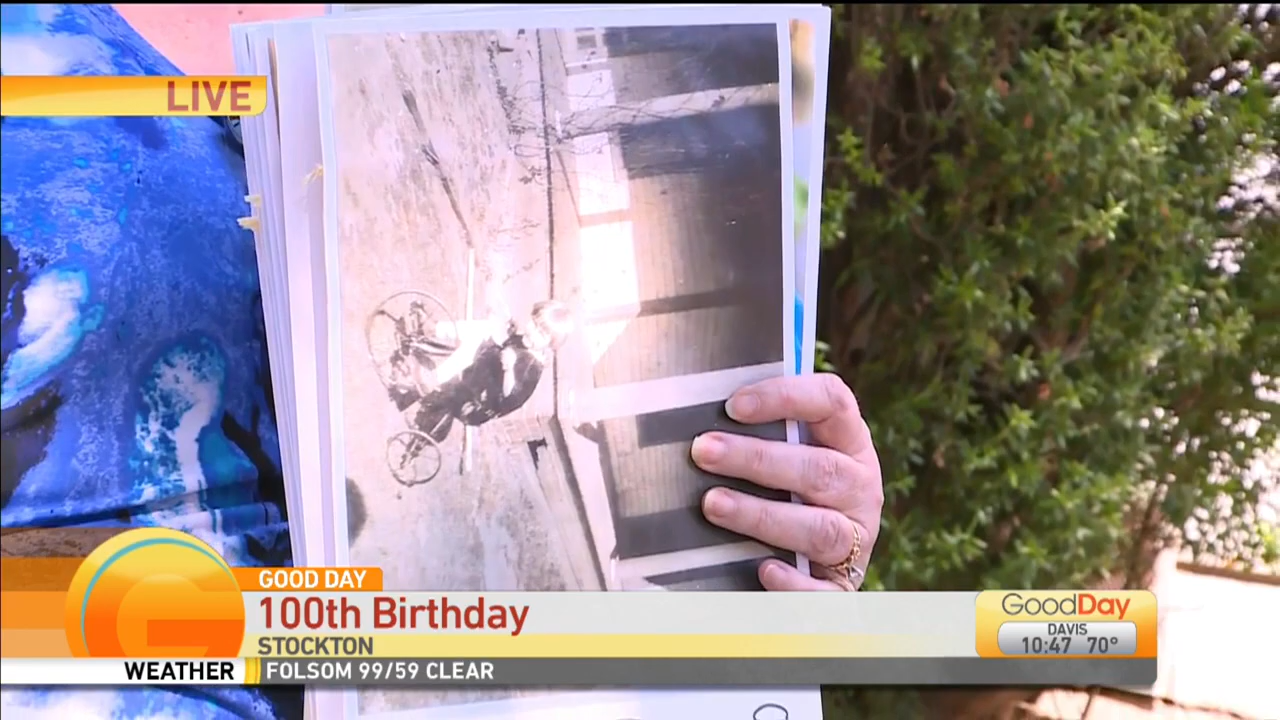 LIVE
GOOD DAY
100th Birthday
STOCKTON
WEATHER FOLSOM 99/59 CLEAR
GoodDay
DAVIS
10:47 70°